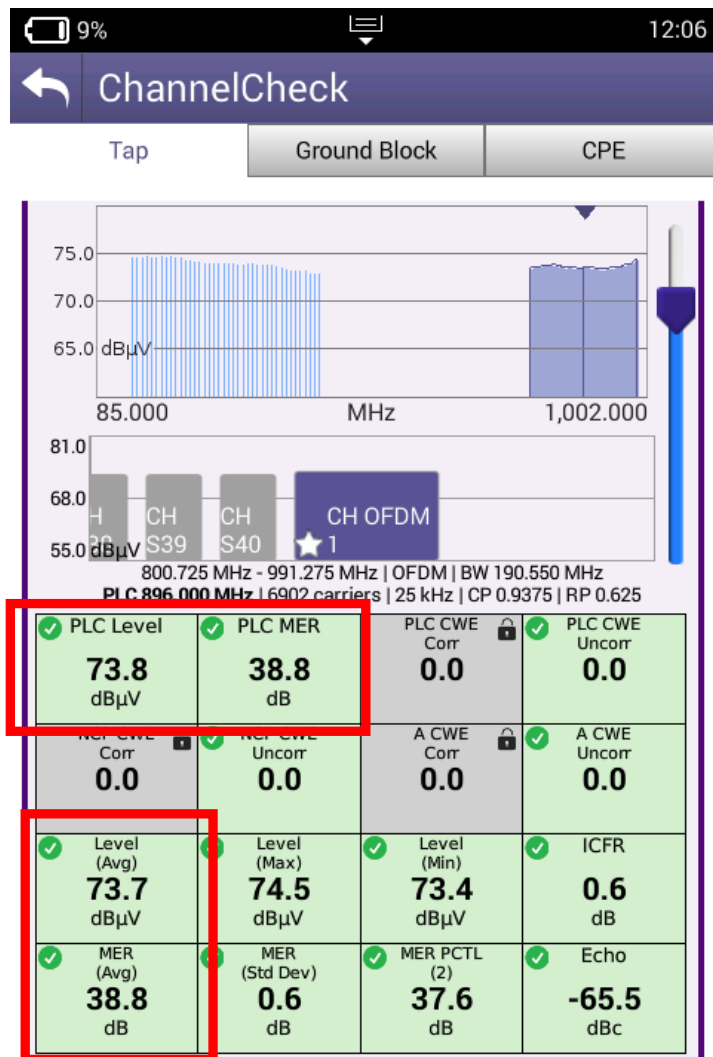 9%
12:06
ChannelCheck
Tap
Ground Block
CPE
75.0
70.0
65.0 dBµV
85.000 MHz 1,002.000
81.0
68.0
55.0 dBµV
CH S39
CH S40
CH OFDM 1
800.725 MHz - 991.275 MHz | OFDM | BW 190.550 MHz
PLC 896.000 MHz | 6902 carriers | 25 kHz | CP 0.9375 | RP 0.625
PLC Level
73.8
dBµV
PLC MER
38.8
dB
PLC CWE
Corr
0.0
PLC CWE
Uncorr
0.0
NCP CWE
Corr
0.0
NCP CWE
Uncorr
0.0
A CWE
Corr
0.0
A CWE
Uncorr
0.0
Level
(Avg)
73.7
dBµV
Level
(Max)
74.5
dBµV
Level
(Min)
73.4
dBµV
ICFR
0.6
dB
MER
(Avg)
38.8
dB
MER
(Std Dev)
0.6
dB
MER PCTL
(2)
37.6
dB
Echo
-65.5
dBc